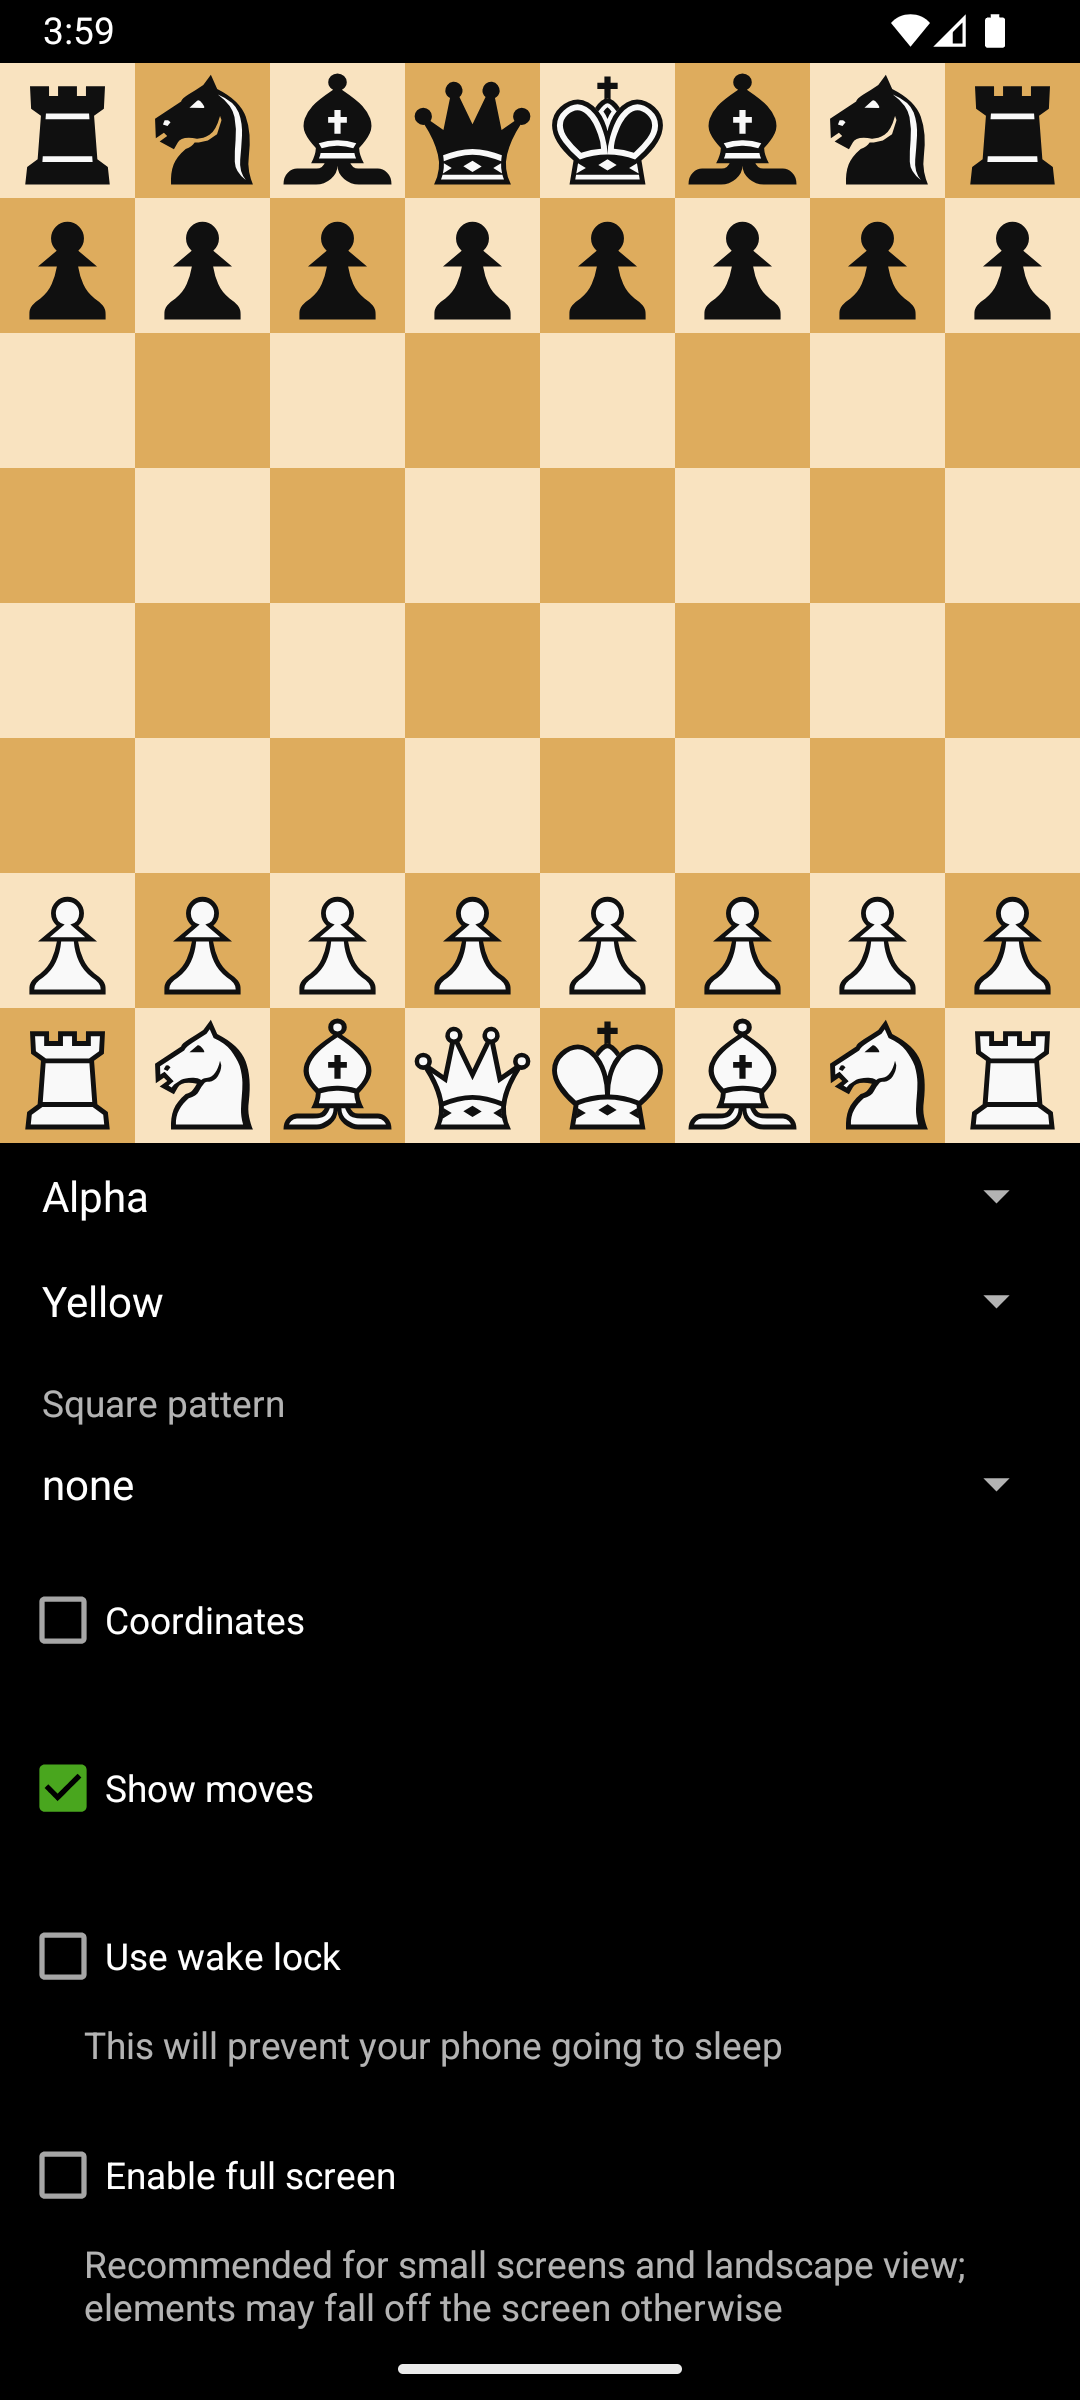 3:59
Alpha
Yellow
Square pattern
none
Coordinates
Show moves
Use wake lock
This will prevent your phone going to sleep
Enable full screen
Recommended for small screens and landscape view;
elements may fall off the screen otherwise